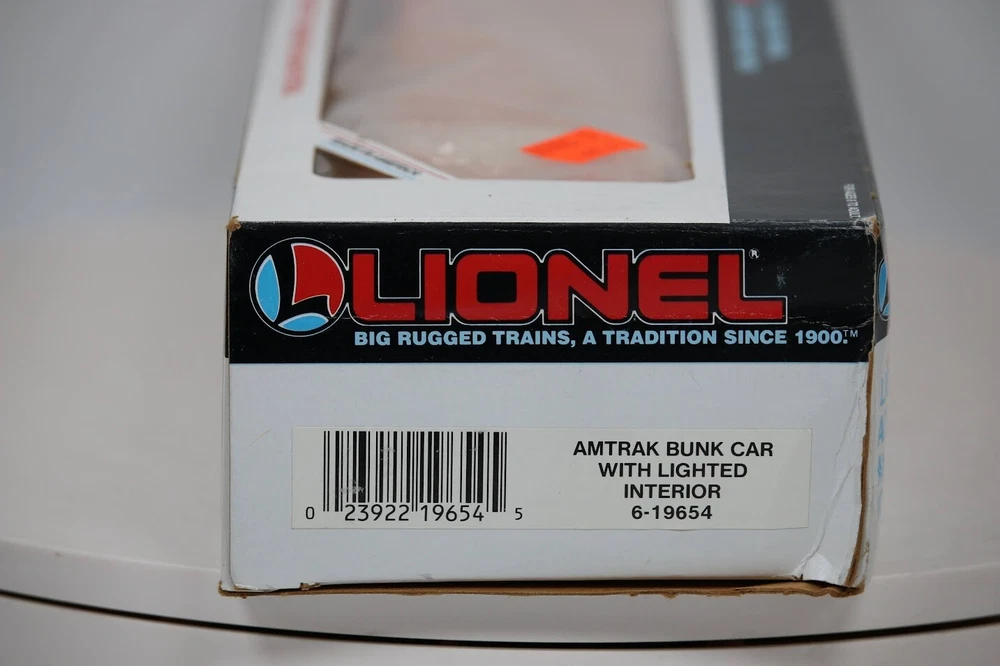 LIONEL®
BIG RUGGED TRAINS, A TRADITION SINCE 1900.™
AMTRAK BUNK CAR
WITH LIGHTED
INTERIOR
6-19654
0 23922 19654 5